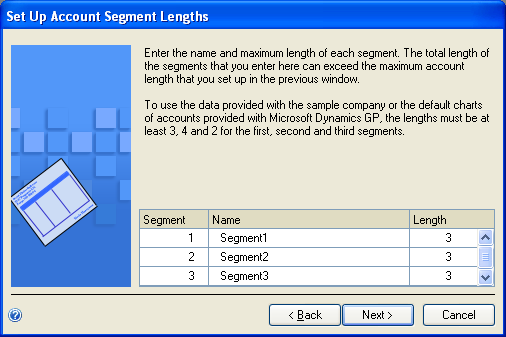 Set Up Account Segment Lengths
Enter the name and maximum length of each segment. The total length of
the segments that you enter here can exceed the maximum account
length that you set up in the previous window.
To use the data provided with the sample company or the default charts
of accounts provided with Microsoft Dynamics GP, the lengths must be at
least 3, 4 and 2 for the first, second and third segments.
Segment Name Length
1 Segment1 3
2 Segment2 3
3 Segment3 3
? < Back Next > Cancel